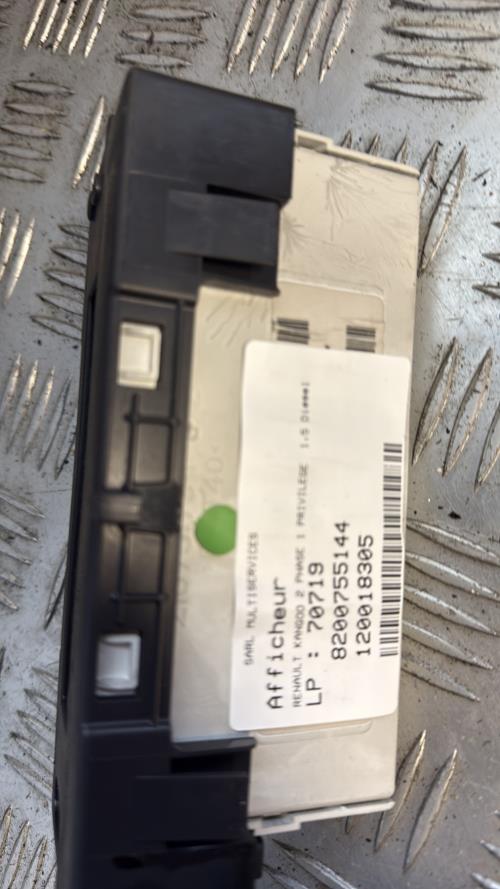 SARL MULTISERVICES
Afficheur
RENAULT KANGOO 2 PHASE 1 PRIVILEGE 1.5 Diesel
LP : 70719
8200755144
120018305